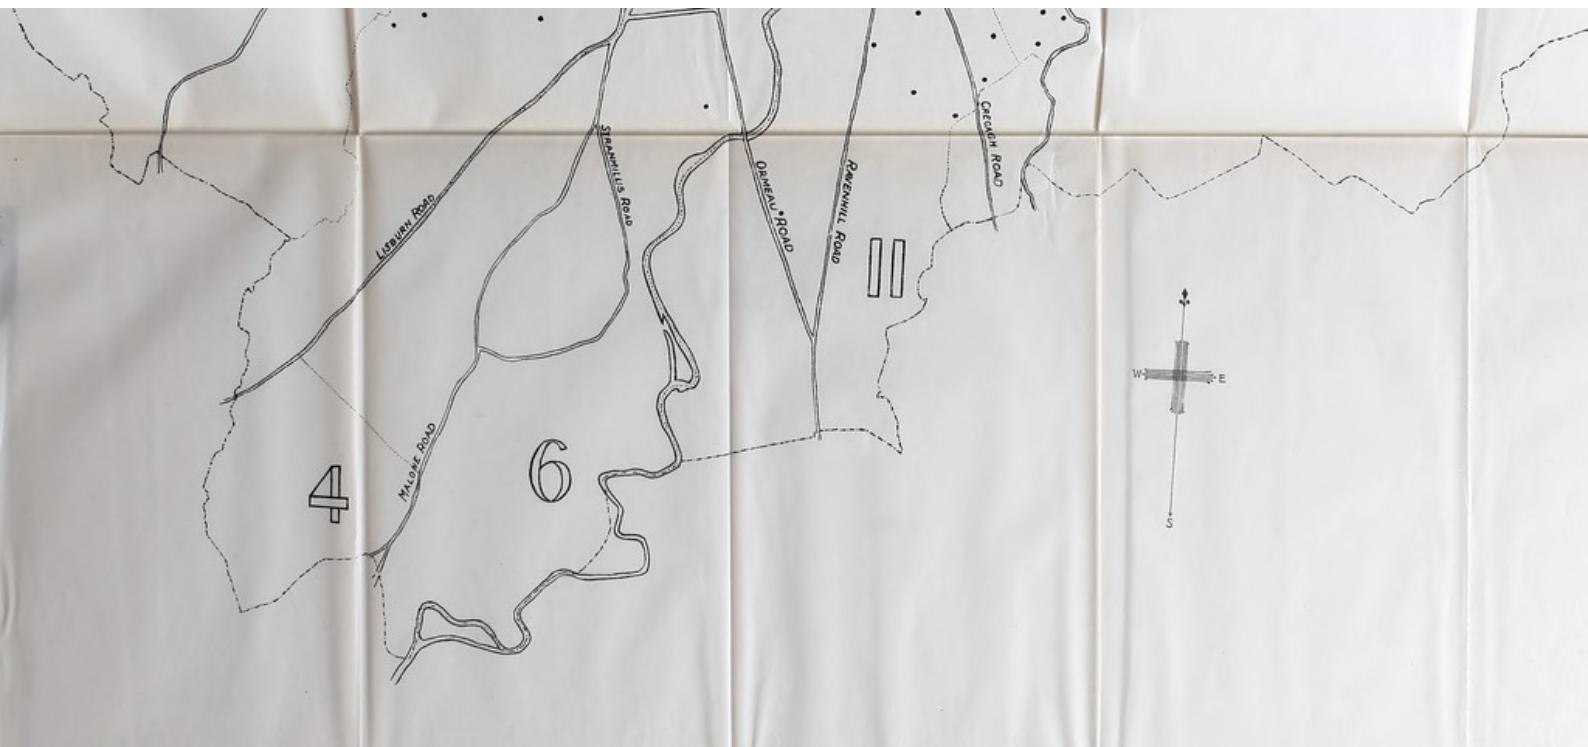 CREGAGH ROAD
STRANMILLIS ROAD
ORMEAU ROAD
RAVENHILL ROAD
LISBURN ROAD
11
W E
S
MALONE ROAD
4
6